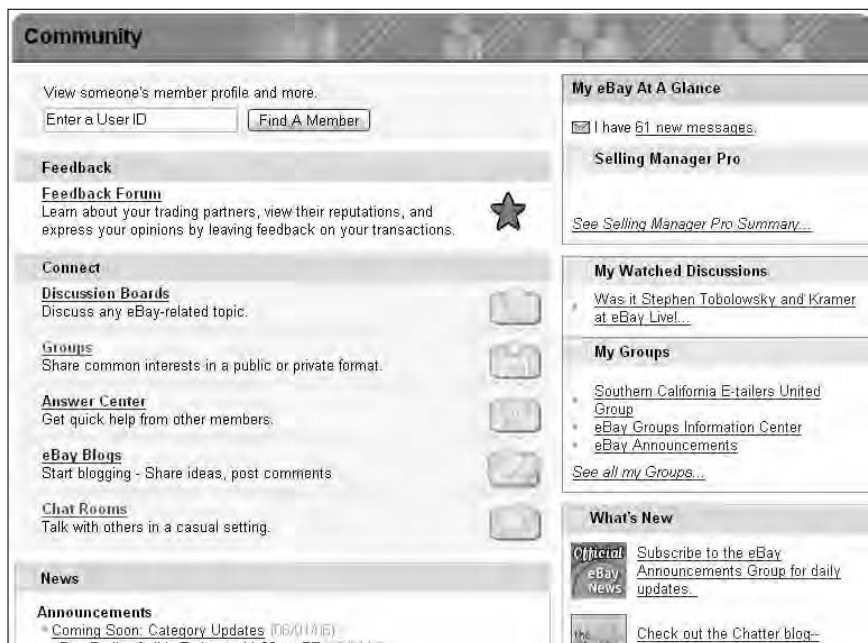 Community
View someone's member profile and more.
Enter a User ID
Find A Member
Feedback
Feedback Forum
Learn about your trading partners, view their reputations, and
express your opinions by leaving feedback on your transactions.
Connect
Discussion Boards
Discuss any eBay-related topic.
Groups
Share common interests in a public or private format.
Answer Center
Get quick help from other members.
eBay Blogs
Start blogging - Share ideas, post comments
Chat Rooms
Talk with others in a casual setting.
News
Announcements
Coming Soon: Category Updates
My eBay At A Glance
I have 61 new messages.
Selling Manager Pro
See Selling Manager Pro Summary...
My Watched Discussions
Was it Stephen Tobolowsky and Kramer
at eBay Live!...
My Groups
Southern California E-tailers United
Group
eBay Groups Information Center
eBay Announcements
See all my Groups...
What's New
Official
eBay
News
Subscribe to the eBay
Announcements Group for daily
updates.
the
Check out the Chatter blog--